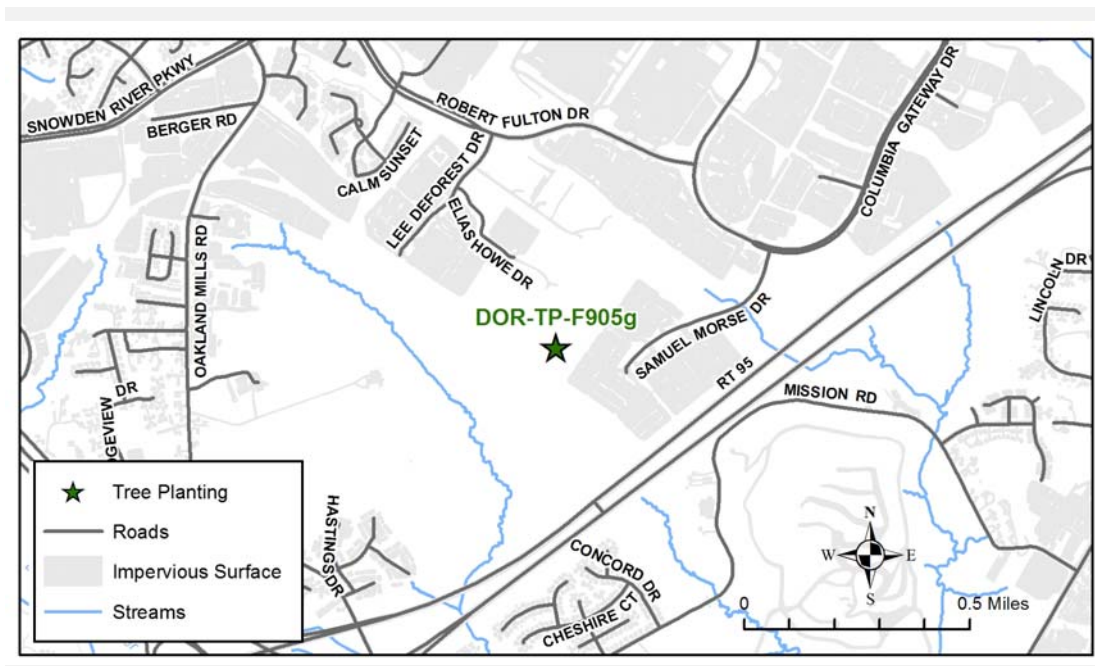 SNOWDEN RIVER PKWY
BERGER RD
ROBERT FULTON DR
COLUMBIA GATEWAY DR
CALM SUNSET
LEE DEFOREST DR
ELIAS HOWE DR
OAKLAND MILLS RD
LINCOLN DR
DOR-TP-F905g
SAMUEL MORSE DR
RT 95
MISSION RD
DGEVIEW DR
Tree Planting
Roads
Impervious Surface
Streams
HASTINGS DR
CONCORD DR
CHESHIRE CT
N
W
E
S
0
0.5 Miles